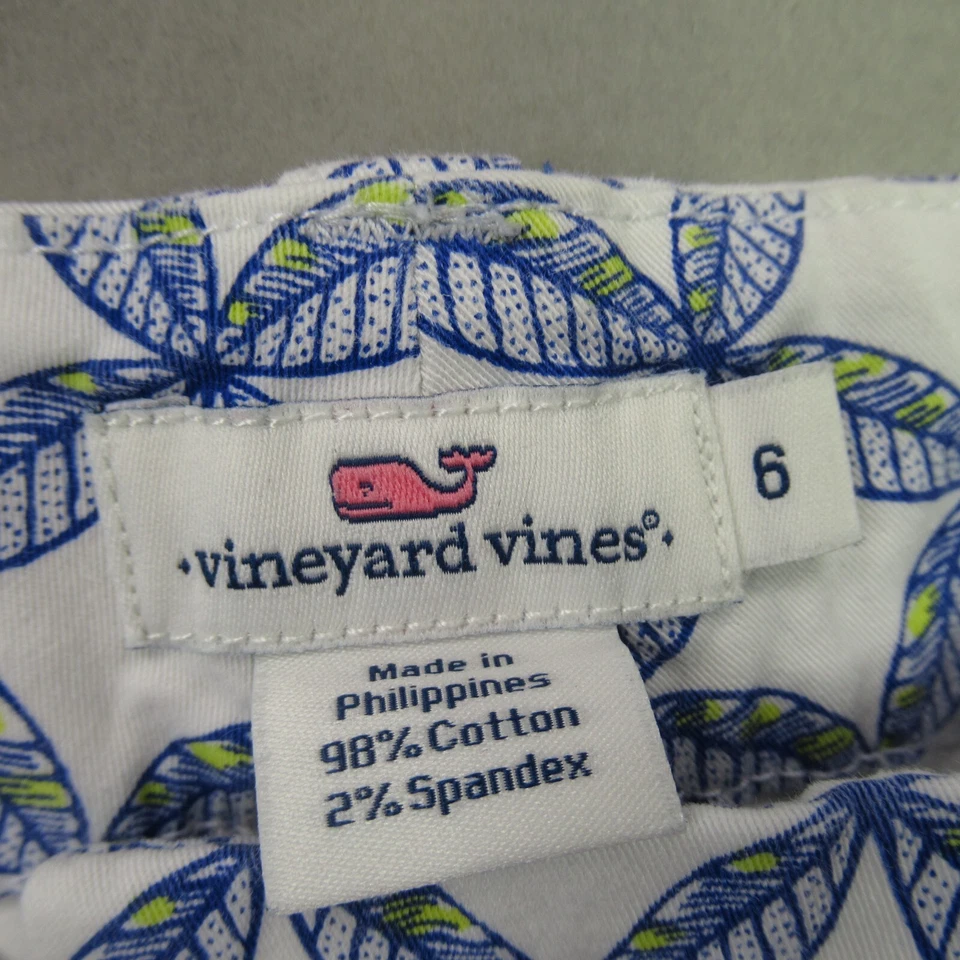 ·vineyard vines®·
6
Made in
Philippines
98% Cotton
2% Spandex